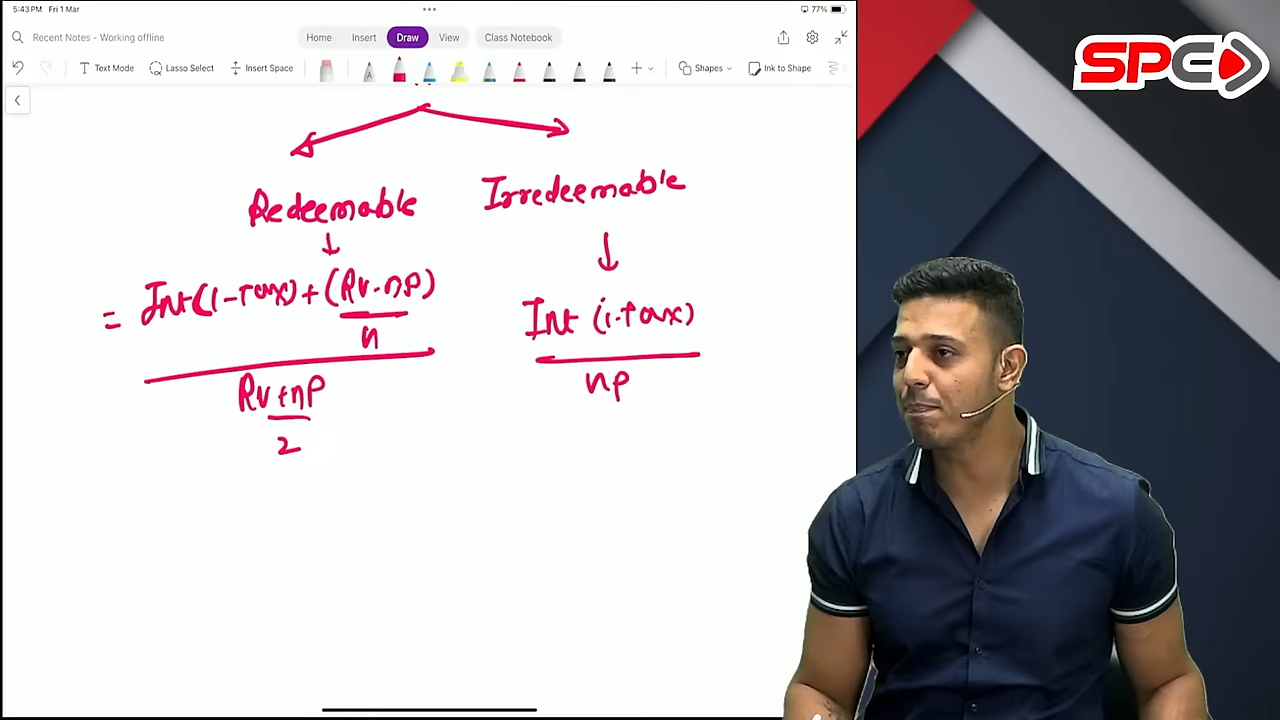 5:43 PM Fri 1 Mar
77%
Recent Notes - Working offline
Home Insert Draw View Class Notebook
Text Mode Lasso Select Insert Space Shapes Ink to Shape
SPC
Redeemable Irredeemable
= Int(1-Tax) + (Rv-np)
n
Rv+np
2
Int (1-Tax)
np